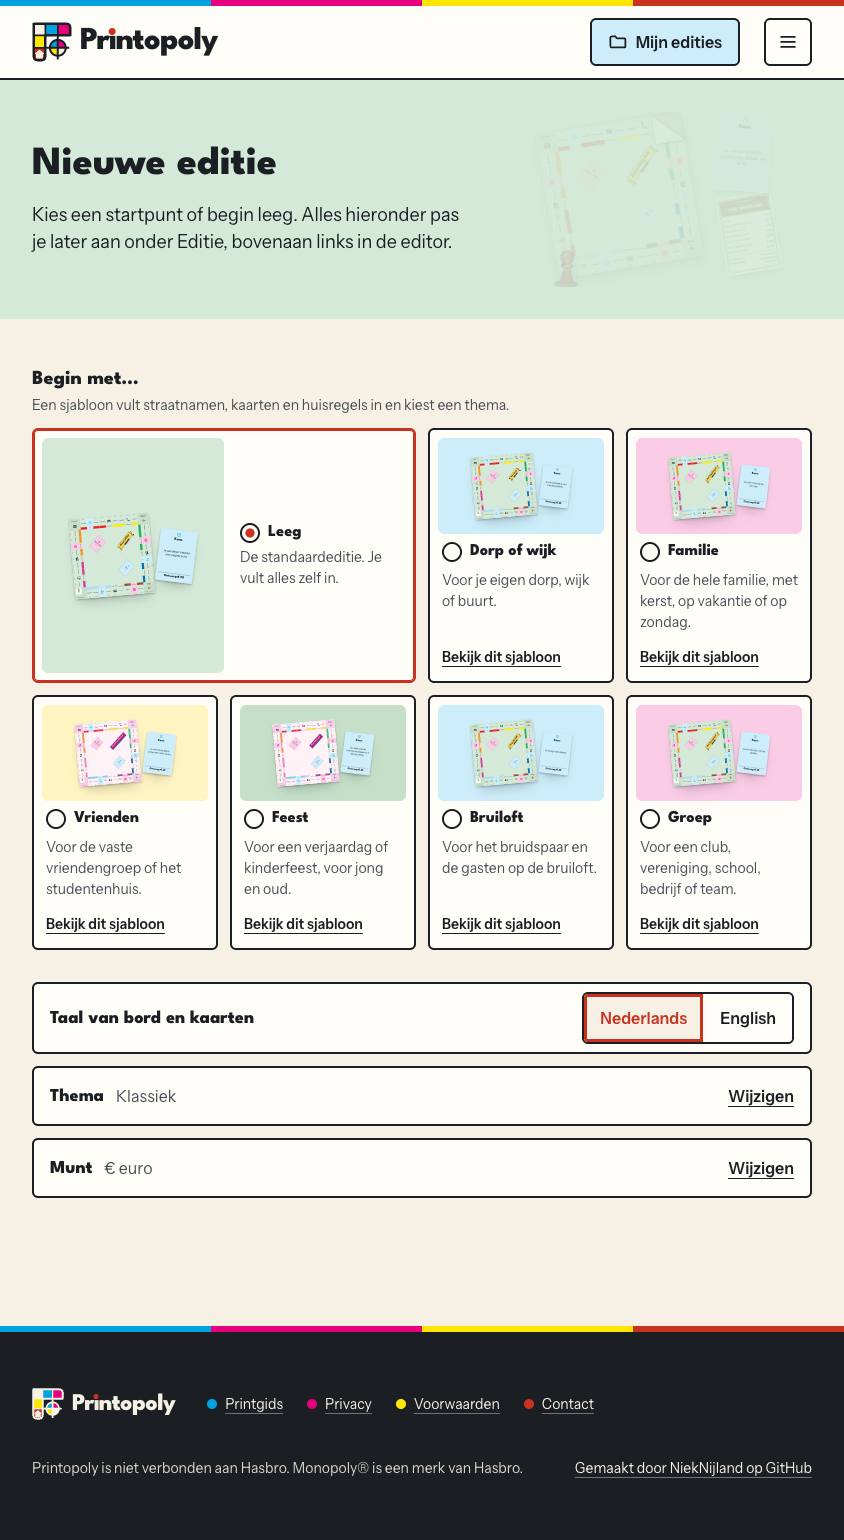 Printopoly
Mijn edities
Nieuwe editie
Kies een startpunt of begin leeg. Alles hieronder pas
je later aan onder Editie, bovenaan links in de editor.
Begin met…
Een sjabloon vult straatnamen, kaarten en huisregels in en kiest een thema.
Leeg
De standaardeditie. Je
vult alles zelf in.
Dorp of wijk
Voor je eigen dorp, wijk
of buurt.
Bekijk dit sjabloon
Familie
Voor de hele familie, met
kerst, op vakantie of op
zondag.
Bekijk dit sjabloon
Vrienden
Voor de vaste
vriendengroep of het
studentenhuis.
Bekijk dit sjabloon
Feest
Voor een verjaardag of
kinderfeest, voor jong
en oud.
Bekijk dit sjabloon
Bruiloft
Voor het bruidspaar en
de gasten op de bruiloft.
Bekijk dit sjabloon
Groep
Voor een club,
vereniging, school,
bedrijf of team.
Bekijk dit sjabloon
Taal van bord en kaarten
Nederlands
English
Thema Klassiek
Wijzigen
Munt € euro
Wijzigen
Printopoly
Printgids
Privacy
Voorwaarden
Contact
Printopoly is niet verbonden aan Hasbro. Monopoly® is een merk van Hasbro.
Gemaakt door NiekNijland op GitHub